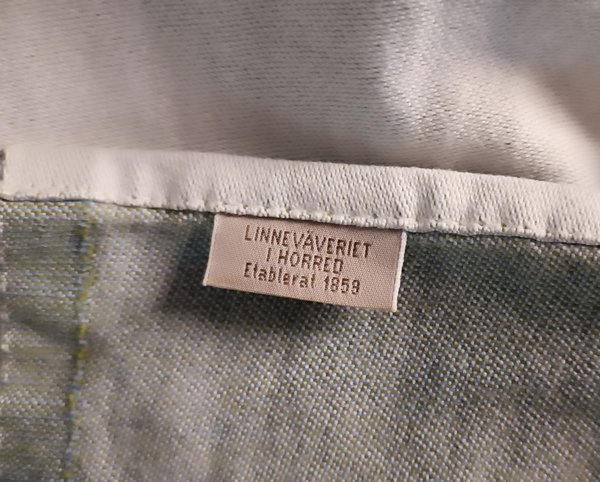 LINNEVÄVERIET
I HORRED
Etablerat 1859